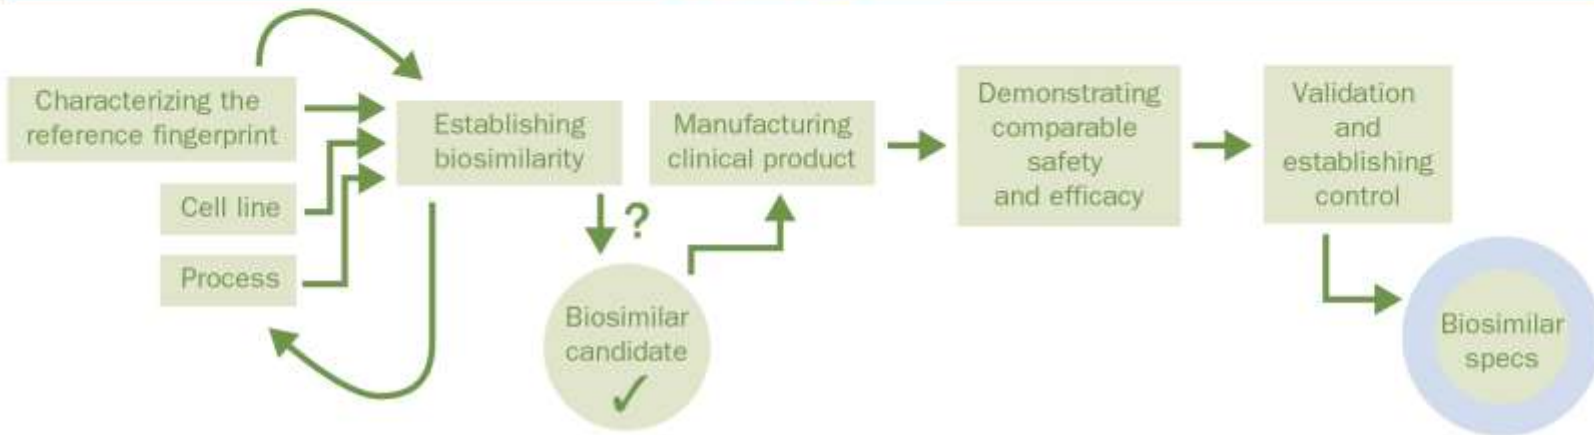 Characterizing the
reference fingerprint
Cell line
Process
Establishing
biosimilarity
?
Biosimilar
candidate
✓
Manufacturing
clinical product
Demonstrating
comparable
safety
and efficacy
Validation
and
establishing
control
Biosimilar
specs